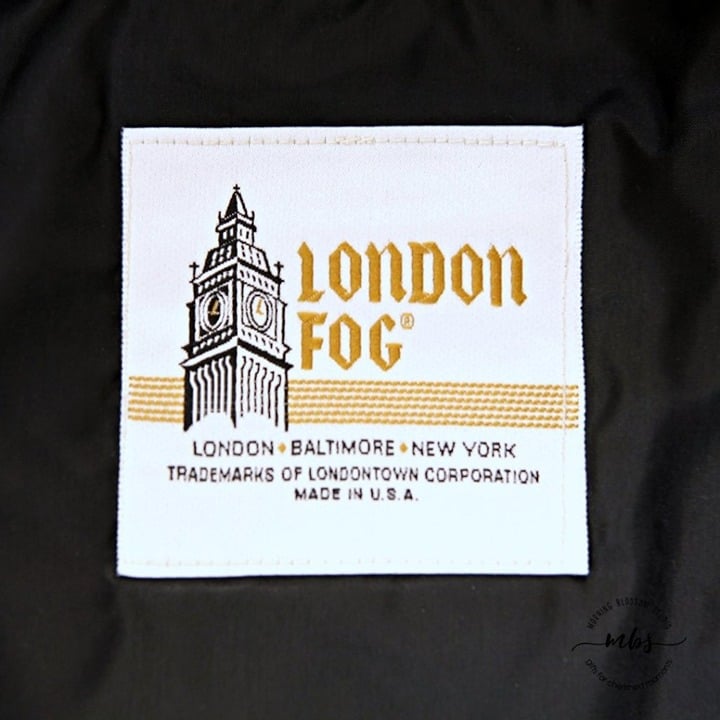 LONDON
FOG®
LONDON ♦ BALTIMORE ♦ NEW YORK
TRADEMARKS OF LONDONTOWN CORPORATION
MADE IN U.S.A.
mbs